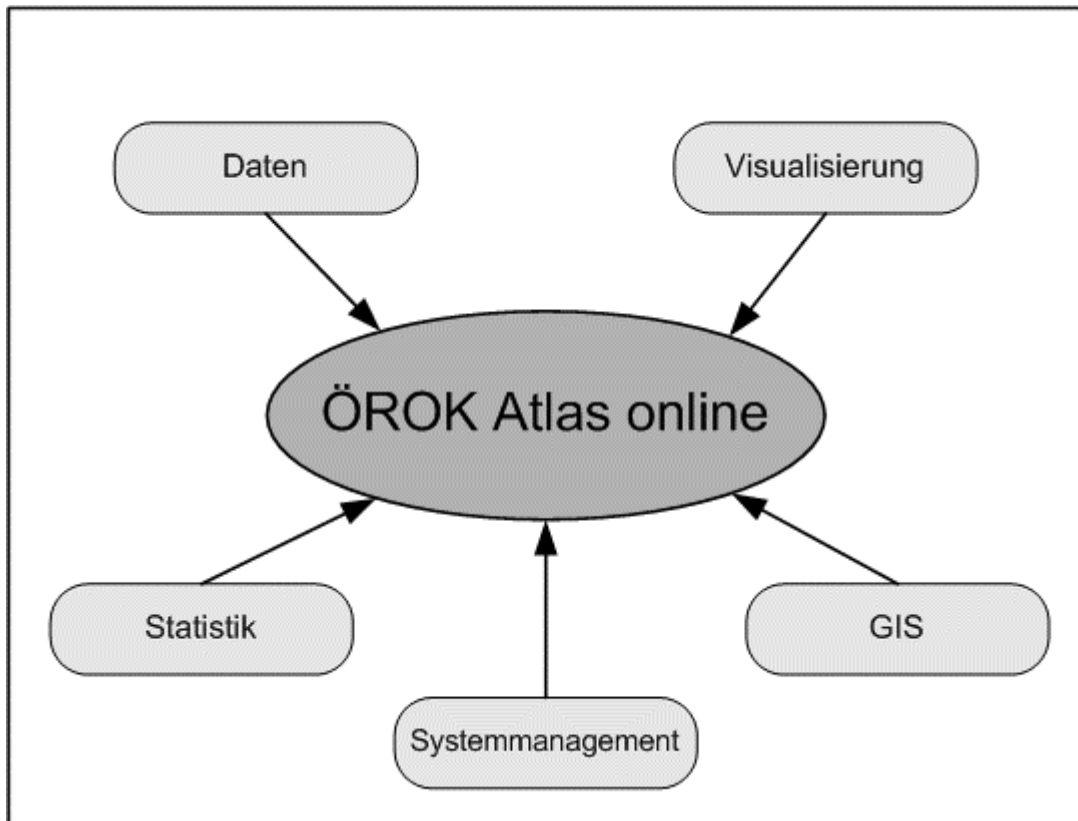 Daten
Visualisierung
ÖROK Atlas online
Statistik
GIS
Systemmanagement